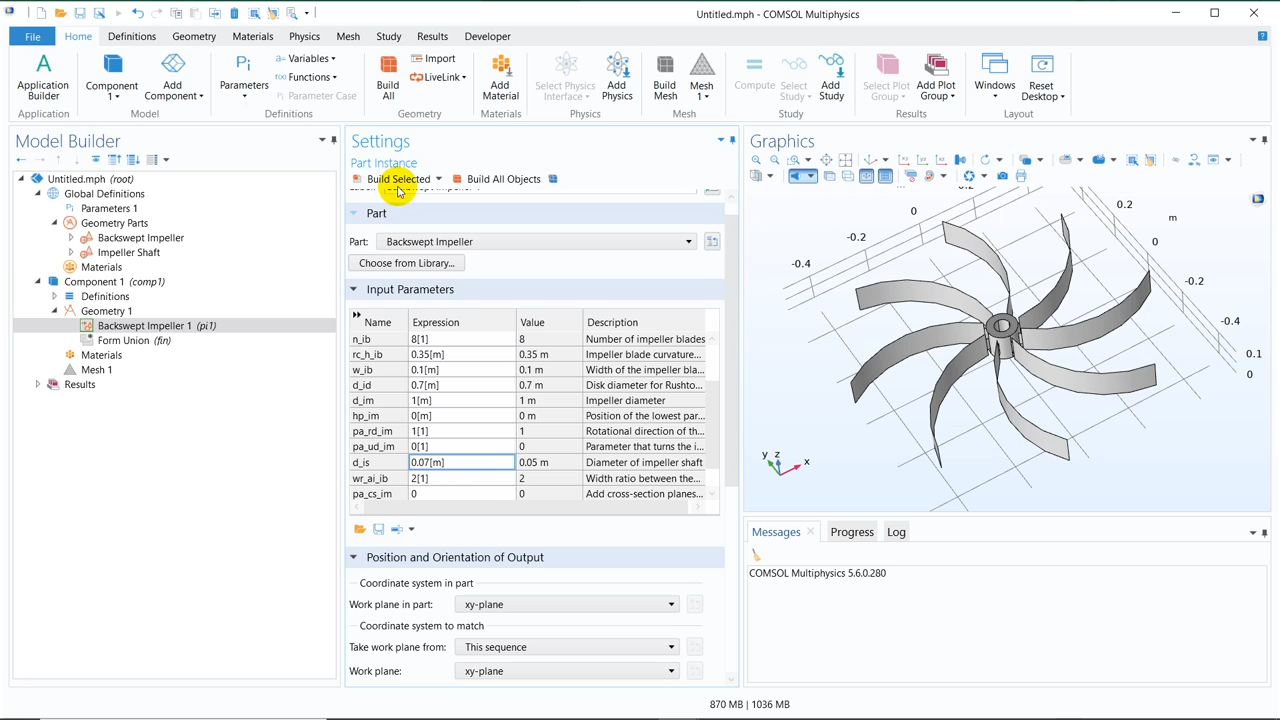 Untitled.mph - COMSOL Multiphysics
File Home Definitions Geometry Materials Physics Mesh Study Results Developer
Application Builder
Component 1
Add Component
Pi Parameters
a= Variables
f(x) Functions
Pi Parameter Case
Build All
Import
LiveLink
Add Material
Select Physics Interface
Add Physics
Build Mesh
Mesh 1
Compute
Select Study
Add Study
Select Plot Group
Add Plot Group
Windows
Reset Desktop
Application Model Definitions Geometry Materials Physics Mesh Study Results Layout
Model Builder
Untitled.mph (root)
Global Definitions
Pi Parameters 1
Geometry Parts
Backswept Impeller
Impeller Shaft
Materials
Component 1 (comp1)
Definitions
Geometry 1
Backswept Impeller 1 (pi1)
Form Union (fin)
Materials
Mesh 1
Results
Settings
Part Instance
Build Selected Build All Objects
Part
Part: Backswept Impeller
Choose from Library...
Input Parameters
Name Expression Value Description
n_ib 8[1] 8 Number of impeller blades
rc_h_ib 0.35[m] 0.35 m Impeller blade curvature...
w_ib 0.1[m] 0.1 m Width of the impeller bla...
d_id 0.7[m] 0.7 m Disk diameter for Rushto...
d_im 1[m] 1 m Impeller diameter
hp_im 0[m] 0 m Position of the lowest par...
pa_rd_im 1[1] 1 Rotational direction of th...
pa_ud_im 0[1] 0 Parameter that turns the i...
d_is 0.07[m] 0.05 m Diameter of impeller shaft
wr_ai_ib 2[1] 2 Width ratio between the...
pa_cs_im 0 0 Add cross-section planes...
Position and Orientation of Output
Coordinate system in part
Work plane in part: xy-plane
Coordinate system to match
Take work plane from: This sequence
Work plane: xy-plane
Graphics
0.2
0
m
-0.2
0
-0.4
-0.2
-0.4
0.1
0
y z x
Messages Progress Log
COMSOL Multiphysics 5.6.0.280
870 MB | 1036 MB